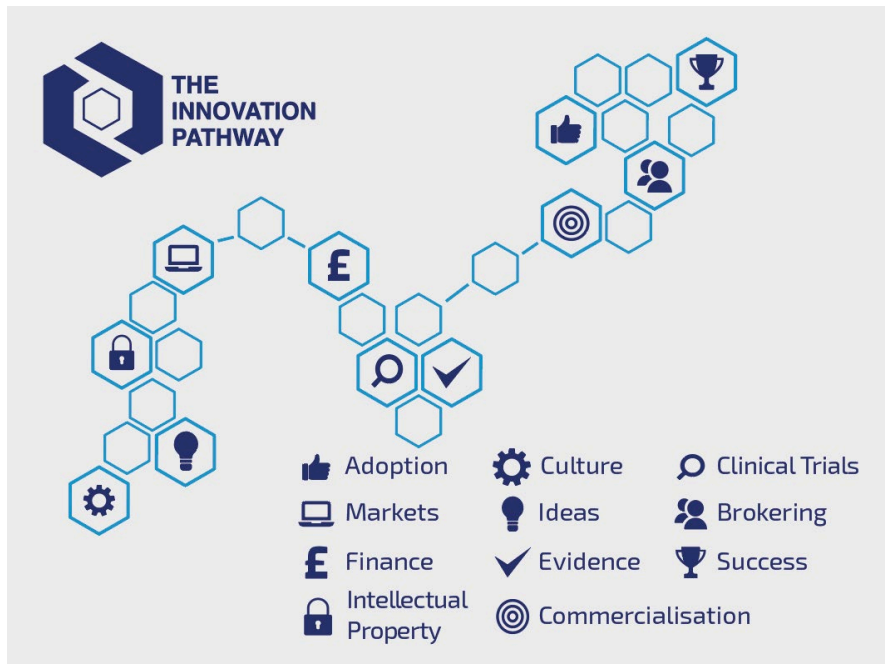 THE
INNOVATION
PATHWAY
£
Adoption
Culture
Clinical Trials
Markets
Ideas
Brokering
£ Finance
Evidence
Success
Intellectual
Property
Commercialisation